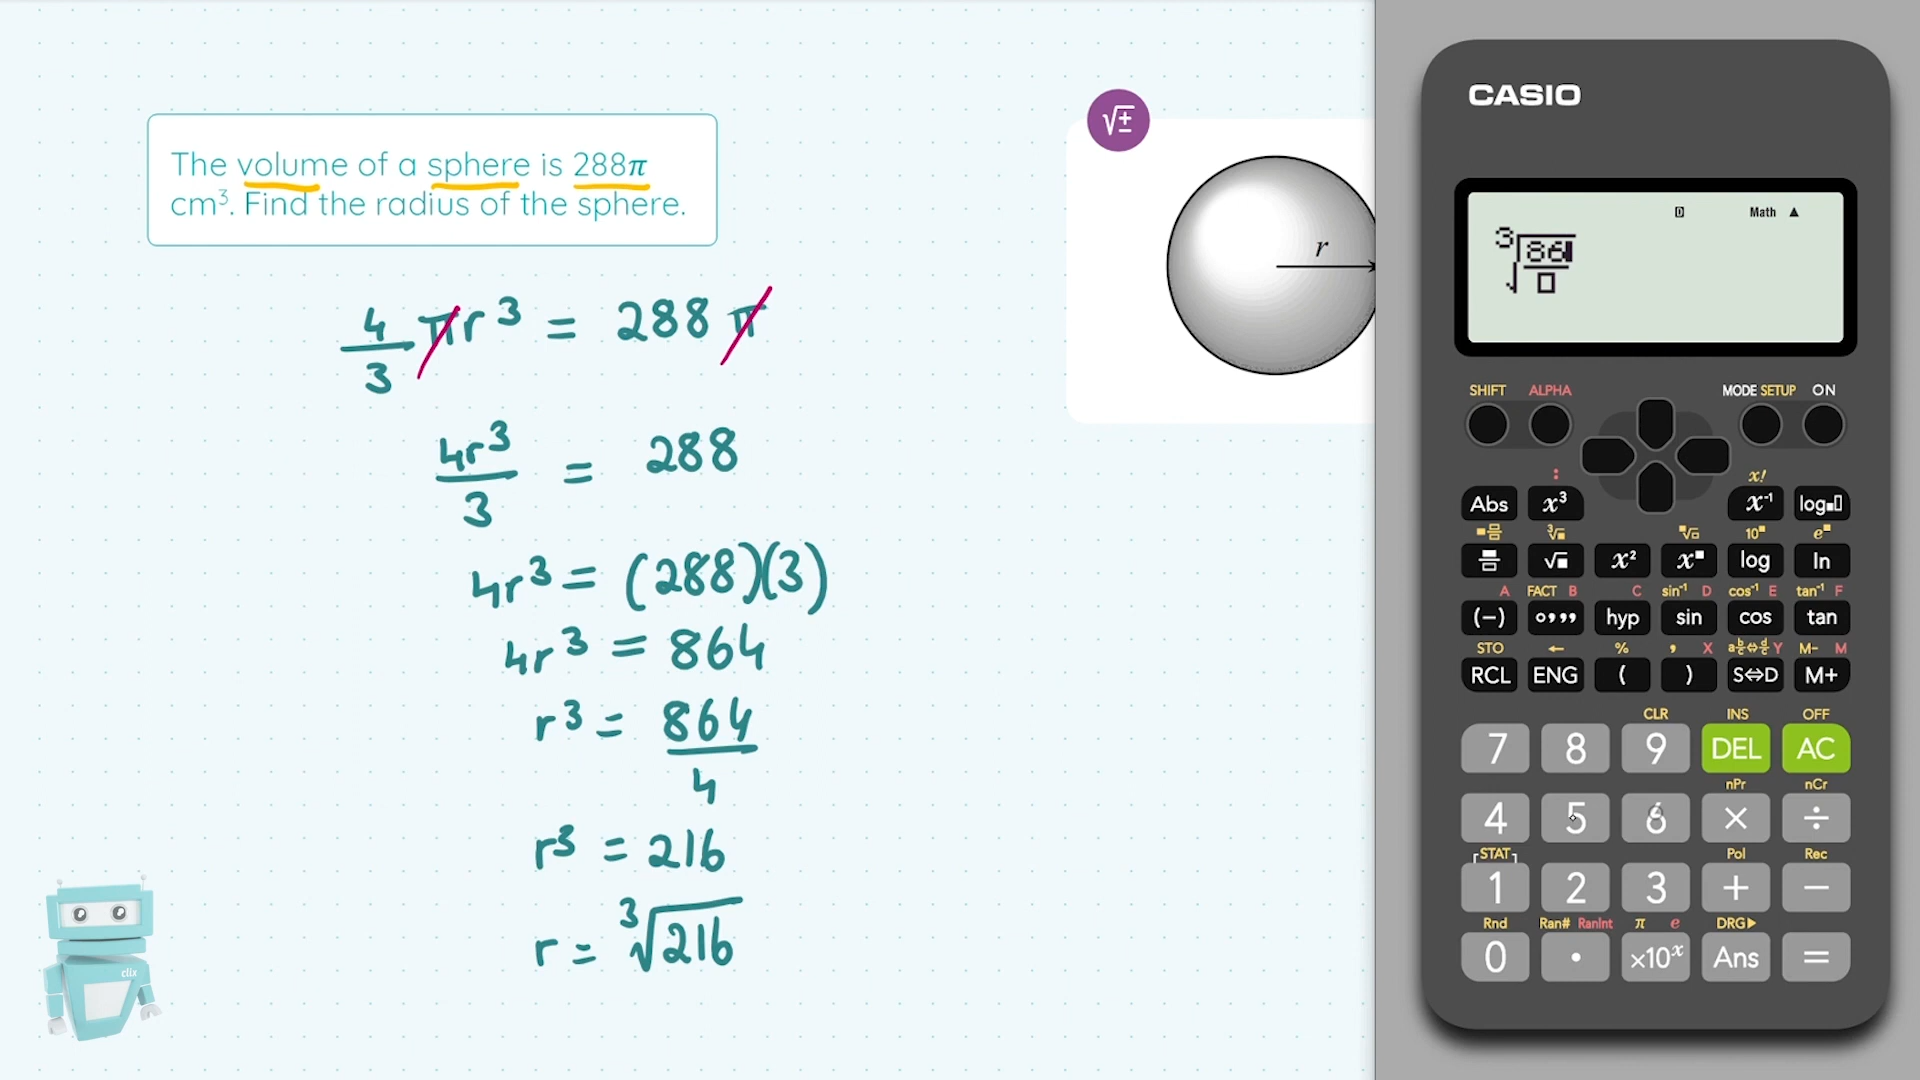 The volume of a sphere is 288π
cm³. Find the radius of the sphere.
4/3 πr³ = 288π
4r³/3 = 288
4r³ = (288)(3)
4r³ = 864
r³ = 864/4
r³ = 216
r = ³√216
clix
√±
r
CASIO
D Math ▲
³√86/□
SHIFT ALPHA MODE SETUP ON
: x!
Abs x³ x⁻¹ log■□
³√■ ■√□ 10■ e■
√■ x² x■ log ln
A FACT B C sin⁻¹ D cos⁻¹ E tan⁻¹ F
(−) °,,, hyp sin cos tan
STO ← % , X a b/c⇔d/c Y M− M
RCL ENG ( ) S⇔D M+
CLR INS OFF
7 8 9 DEL AC
nPr nCr
4 5 6 × ÷
STAT Pol Rec
1 2 3 + −
Rnd Ran# RanInt π e DRG▶
0 • ×10ˣ Ans =